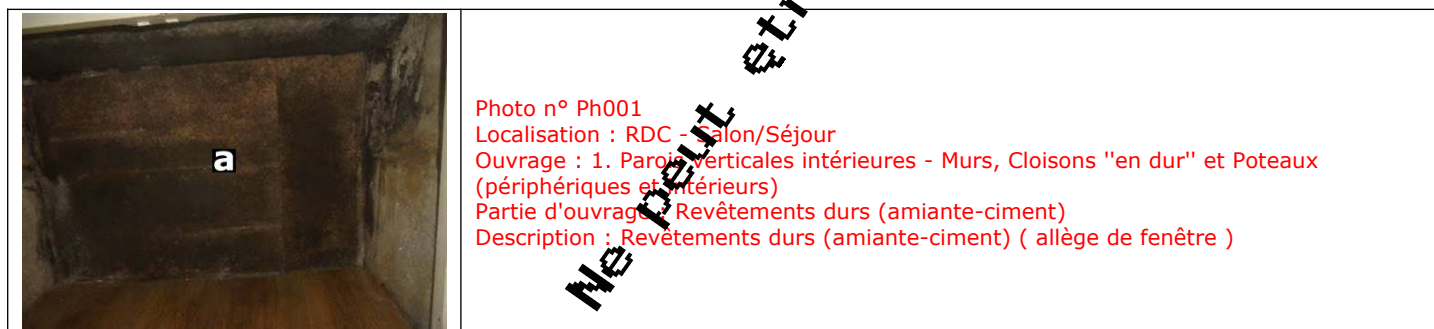 a
Photo n° Ph001
Localisation : RDC - Salon/Séjour
Ouvrage : 1. Parois verticales intérieures - Murs, Cloisons "en dur" et Poteaux
(périphériques et intérieurs)
Partie d'ouvrage : Revêtements durs (amiante-ciment)
Description : Revêtements durs (amiante-ciment) ( allège de fenêtre )
Ne peut